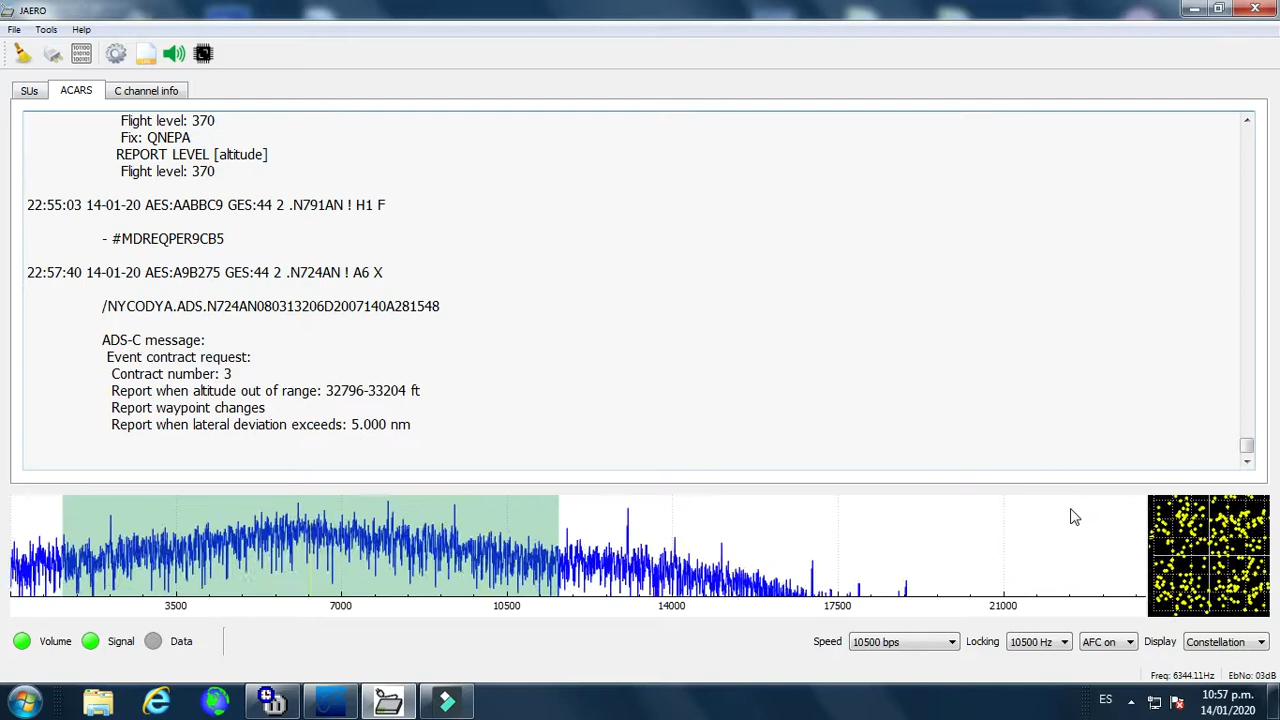 JAERO
File Tools Help
SUs ACARS C channel info
Flight level: 370
Fix: QNEPA
REPORT LEVEL [altitude]
Flight level: 370
22:55:03 14-01-20 AES:AABBC9 GES:44 2 .N791AN ! H1 F
- #MDREQPER9CB5
22:57:40 14-01-20 AES:A9B275 GES:44 2 .N724AN ! A6 X
/NYCODYA.ADS.N724AN080313206D2007140A281548
ADS-C message:
Event contract request:
Contract number: 3
Report when altitude out of range: 32796-33204 ft
Report waypoint changes
Report when lateral deviation exceeds: 5.000 nm
3500 7000 10500 14000 17500 21000
Volume Signal Data Speed 10500 bps Locking 10500 Hz AFC on Display Constellation
Freq: 6344.11Hz EbNo: 03dB
ES 10:57 p.m.
14/01/2020